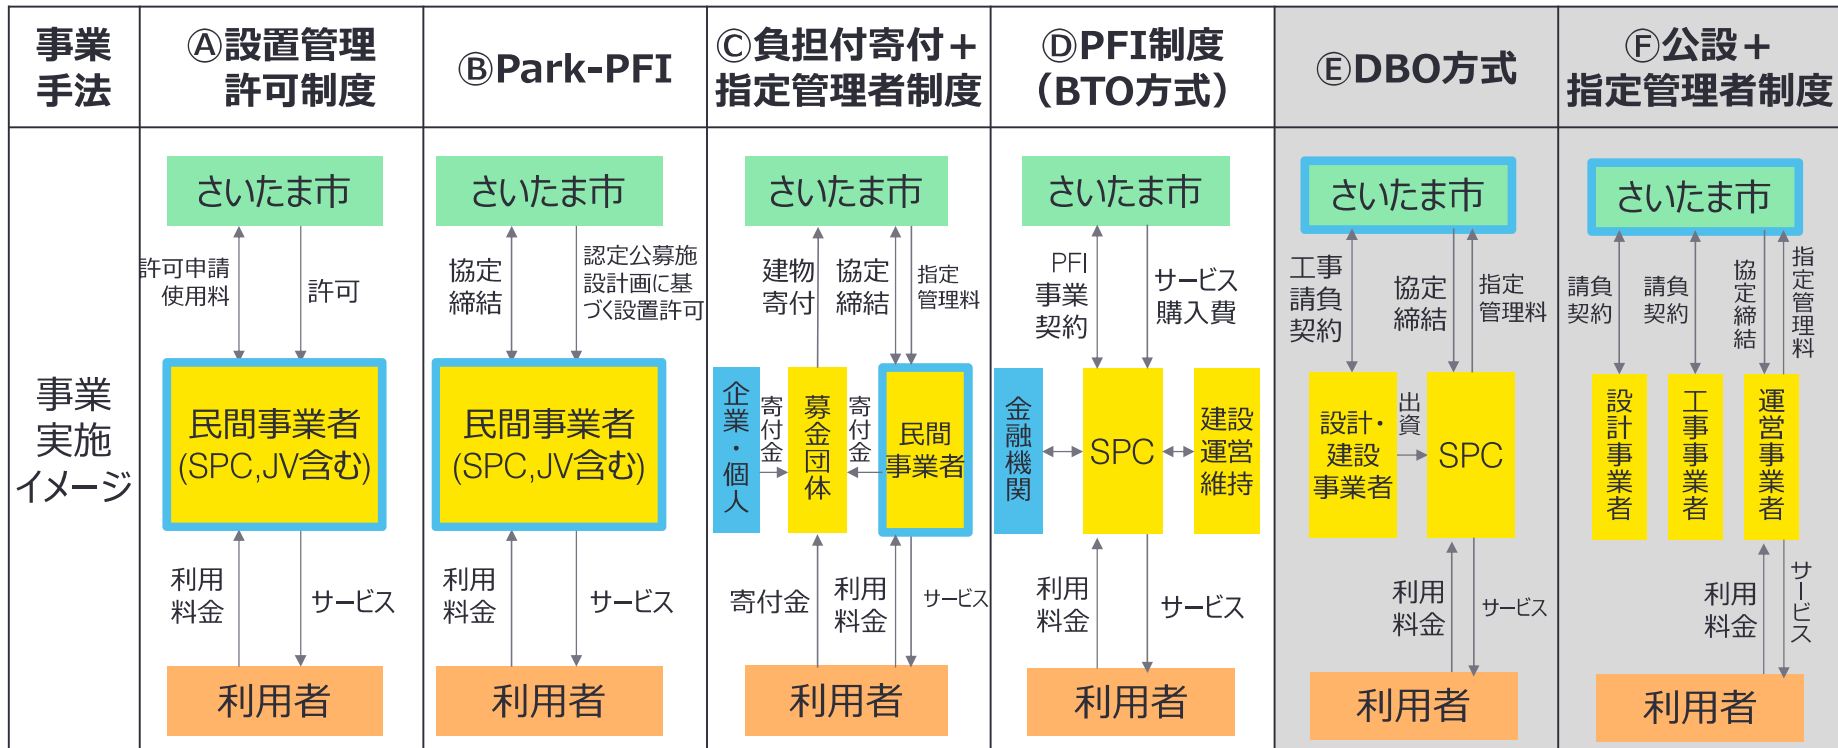 事業
手法
Ⓐ設置管理
許可制度
ⒷPark-PFI
Ⓒ負担付寄付＋
指定管理者制度
ⒹPFI制度
（BTO方式）
ⒺDBO方式
Ⓕ公設＋
指定管理者制度
事業
実施
イメージ
さいたま市
許可申請
使用料
許可
民間事業者
(SPC,JV含む)
利用
料金
サービス
利用者
さいたま市
協定
締結
認定公募施
設計画に基
づく設置許可
民間事業者
(SPC,JV含む)
利用
料金
サービス
利用者
さいたま市
建物
寄付
協定
締結
指定
管理料
企業・個人
寄付金
募金団体
寄付金
民間
事業者
寄付金
利用
料金
サービス
利用者
さいたま市
PFI
事業
契約
サービス
購入費
金融機関
SPC
建設
運営
維持
利用
料金
サービス
利用者
さいたま市
工事
請負
契約
協定
締結
指定
管理料
設計・
建設
事業者
出資
SPC
利用
料金
サービス
利用者
さいたま市
請負
契約
請負
契約
協定締結
指定管理料
設計事業者
工事事業者
運営事業者
利用
料金
サービス
利用者